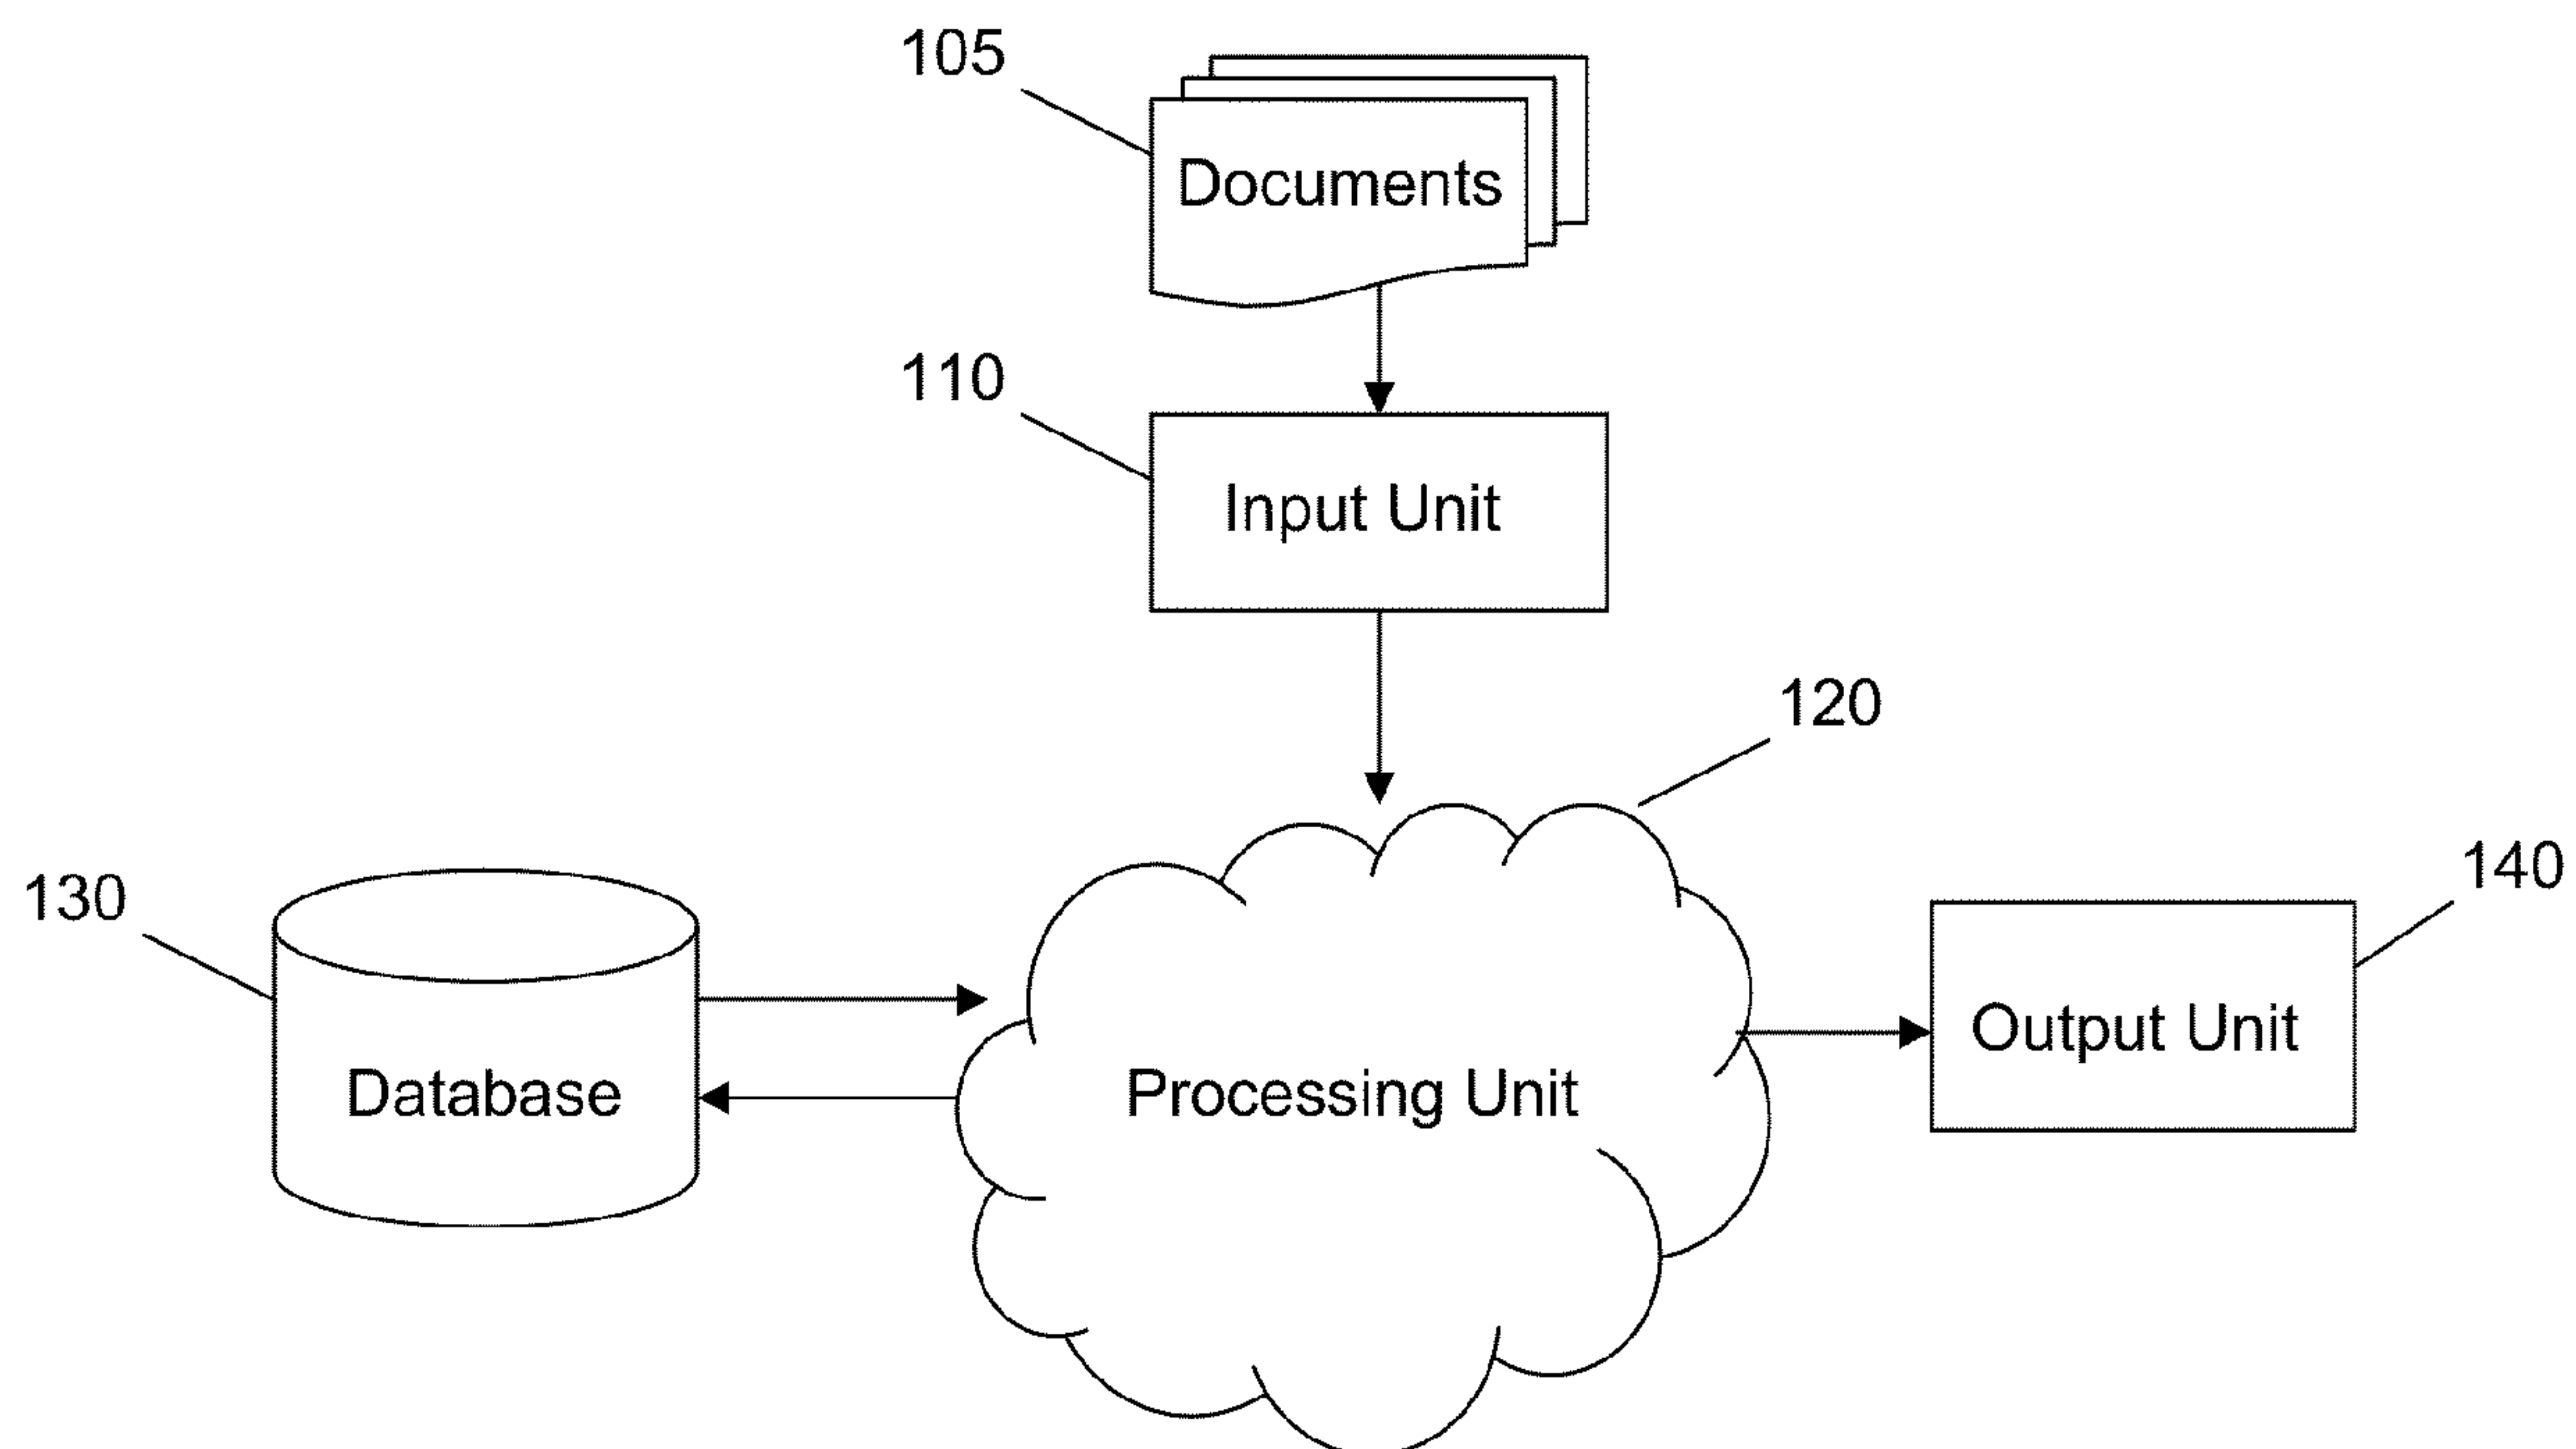 105
Documents
110
Input Unit
120
130
140
Output Unit
Database
Processing Unit